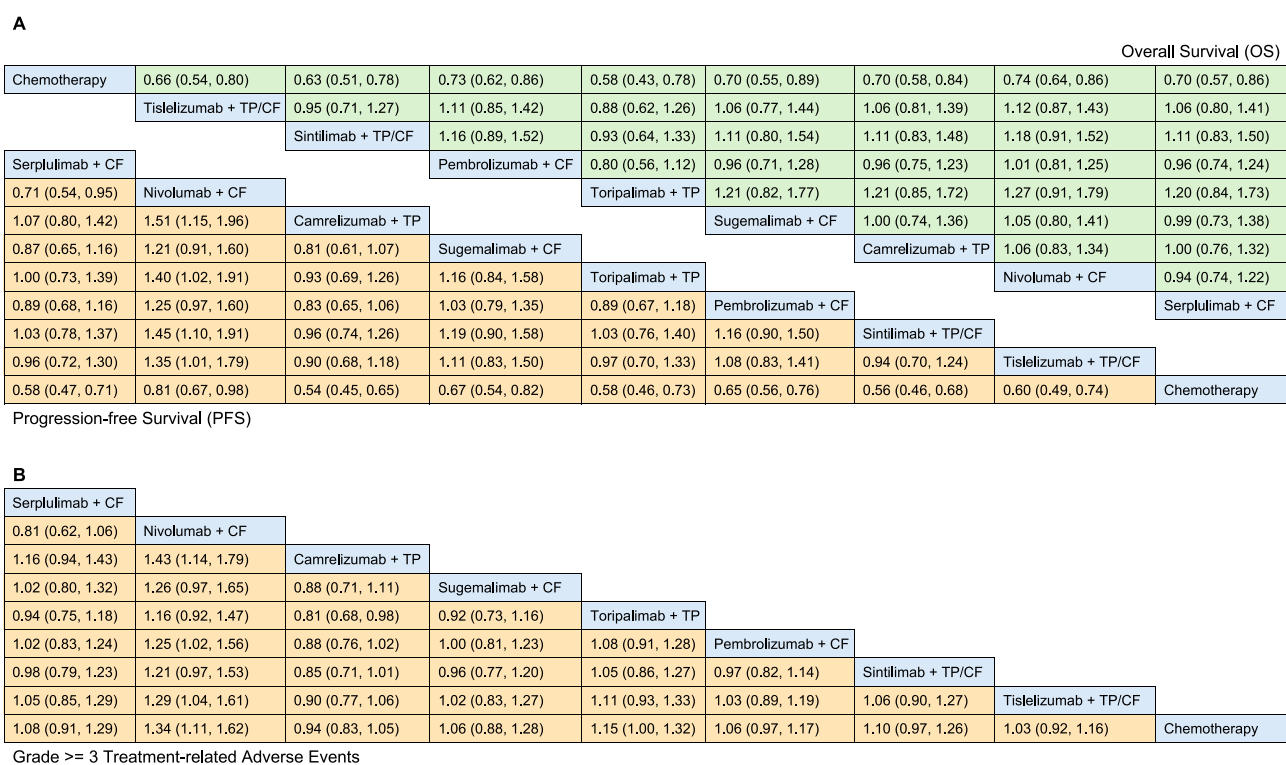 A
Overall Survival (OS)
Chemotherapy 0.66 (0.54, 0.80) 0.63 (0.51, 0.78) 0.73 (0.62, 0.86) 0.58 (0.43, 0.78) 0.70 (0.55, 0.89) 0.70 (0.58, 0.84) 0.74 (0.64, 0.86) 0.70 (0.57, 0.86)
Tislelizumab + TP/CF 0.95 (0.71, 1.27) 1.11 (0.85, 1.42) 0.88 (0.62, 1.26) 1.06 (0.77, 1.44) 1.06 (0.81, 1.39) 1.12 (0.87, 1.43) 1.06 (0.80, 1.41)
Sintilimab + TP/CF 1.16 (0.89, 1.52) 0.93 (0.64, 1.33) 1.11 (0.80, 1.54) 1.11 (0.83, 1.48) 1.18 (0.91, 1.52) 1.11 (0.83, 1.50)
Serplulimab + CF Pembrolizumab + CF 0.80 (0.56, 1.12) 0.96 (0.71, 1.28) 0.96 (0.75, 1.23) 1.01 (0.81, 1.25) 0.96 (0.74, 1.24)
0.71 (0.54, 0.95) Nivolumab + CF Toripalimab + TP 1.21 (0.82, 1.77) 1.21 (0.85, 1.72) 1.27 (0.91, 1.79) 1.20 (0.84, 1.73)
1.07 (0.80, 1.42) 1.51 (1.15, 1.96) Camrelizumab + TP Sugemalimab + CF 1.00 (0.74, 1.36) 1.05 (0.80, 1.41) 0.99 (0.73, 1.38)
0.87 (0.65, 1.16) 1.21 (0.91, 1.60) 0.81 (0.61, 1.07) Sugemalimab + CF Camrelizumab + TP 1.06 (0.83, 1.34) 1.00 (0.76, 1.32)
1.00 (0.73, 1.39) 1.40 (1.02, 1.91) 0.93 (0.69, 1.26) 1.16 (0.84, 1.58) Toripalimab + TP Nivolumab + CF 0.94 (0.74, 1.22)
0.89 (0.68, 1.16) 1.25 (0.97, 1.60) 0.83 (0.65, 1.06) 1.03 (0.79, 1.35) 0.89 (0.67, 1.18) Pembrolizumab + CF Serplulimab + CF
1.03 (0.78, 1.37) 1.45 (1.10, 1.91) 0.96 (0.74, 1.26) 1.19 (0.90, 1.58) 1.03 (0.76, 1.40) 1.16 (0.90, 1.50) Sintilimab + TP/CF
0.96 (0.72, 1.30) 1.35 (1.01, 1.79) 0.90 (0.68, 1.18) 1.11 (0.83, 1.50) 0.97 (0.70, 1.33) 1.08 (0.83, 1.41) 0.94 (0.70, 1.24) Tislelizumab + TP/CF
0.58 (0.47, 0.71) 0.81 (0.67, 0.98) 0.54 (0.45, 0.65) 0.67 (0.54, 0.82) 0.58 (0.46, 0.73) 0.65 (0.56, 0.76) 0.56 (0.46, 0.68) 0.60 (0.49, 0.74) Chemotherapy
Progression-free Survival (PFS)
B
Serplulimab + CF
0.81 (0.62, 1.06) Nivolumab + CF
1.16 (0.94, 1.43) 1.43 (1.14, 1.79) Camrelizumab + TP
1.02 (0.80, 1.32) 1.26 (0.97, 1.65) 0.88 (0.71, 1.11) Sugemalimab + CF
0.94 (0.75, 1.18) 1.16 (0.92, 1.47) 0.81 (0.68, 0.98) 0.92 (0.73, 1.16) Toripalimab + TP
1.02 (0.83, 1.24) 1.25 (1.02, 1.56) 0.88 (0.76, 1.02) 1.00 (0.81, 1.23) 1.08 (0.91, 1.28) Pembrolizumab + CF
0.98 (0.79, 1.23) 1.21 (0.97, 1.53) 0.85 (0.71, 1.01) 0.96 (0.77, 1.20) 1.05 (0.86, 1.27) 0.97 (0.82, 1.14) Sintilimab + TP/CF
1.05 (0.85, 1.29) 1.29 (1.04, 1.61) 0.90 (0.77, 1.06) 1.02 (0.83, 1.27) 1.11 (0.93, 1.33) 1.03 (0.89, 1.19) 1.06 (0.90, 1.27) Tislelizumab + TP/CF
1.08 (0.91, 1.29) 1.34 (1.11, 1.62) 0.94 (0.83, 1.05) 1.06 (0.88, 1.28) 1.15 (1.00, 1.32) 1.06 (0.97, 1.17) 1.10 (0.97, 1.26) 1.03 (0.92, 1.16) Chemotherapy
Grade >= 3 Treatment-related Adverse Events